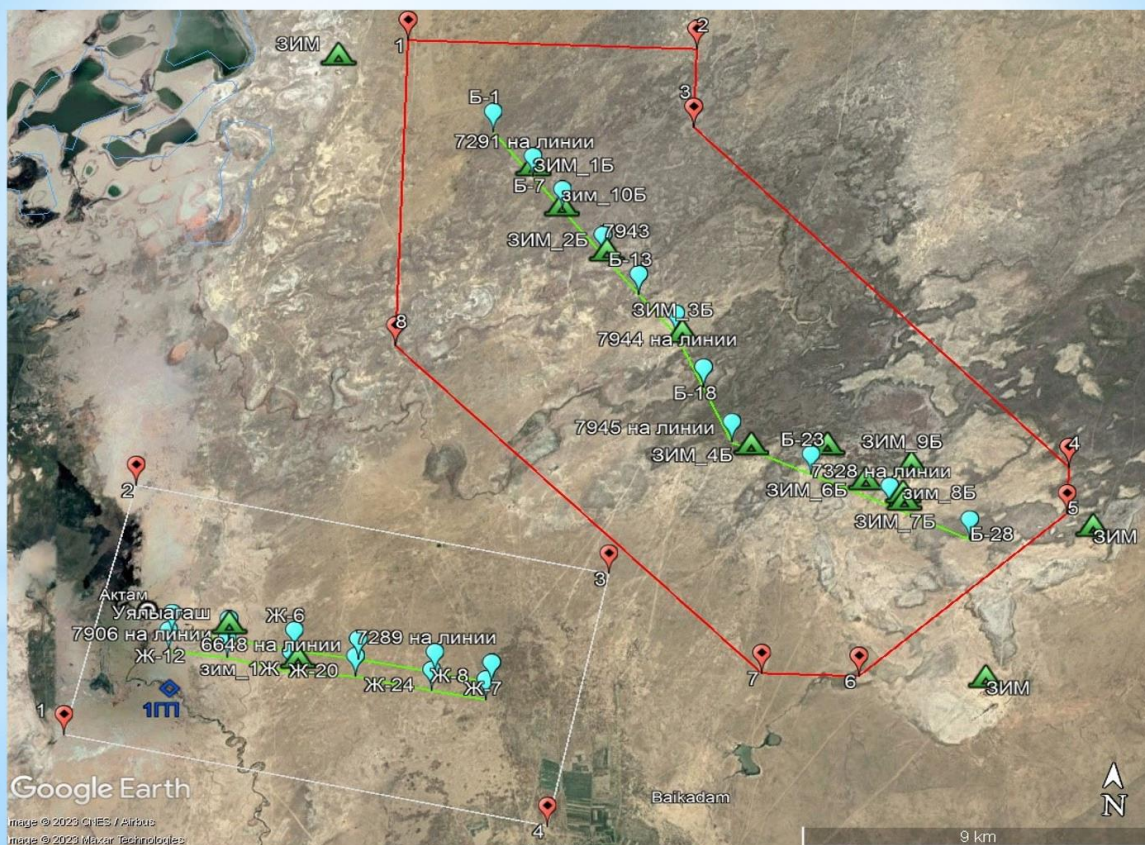 ЗИМ
1
2
3
Б-1
7291 на линии
ЗИМ_1Б
Б-7
зим_10Б
7943
ЗИМ_2Б
Б-13
ЗИМ_3Б
8
7944 на линии
Б-18
7945 на линии
Б-23
ЗИМ_9Б
4
ЗИМ_4Б
7328 на линии
ЗИМ_6Б
зим_8Б
5
ЗИМ_7Б
Б-28
ЗИМ
2
3
Актам
Уялыагаш
Ж-6
7906 на линии
6648 на линии
7289 на линии
Ж-12
зим_1Ж
Ж-20
Ж-8
Ж-24
Ж-7
7
6
ЗИМ
1
1П
Google Earth
Baikadam
N
4
Image © 2023 CNES / Airbus
Image © 2023 Maxar Technologies
9 km